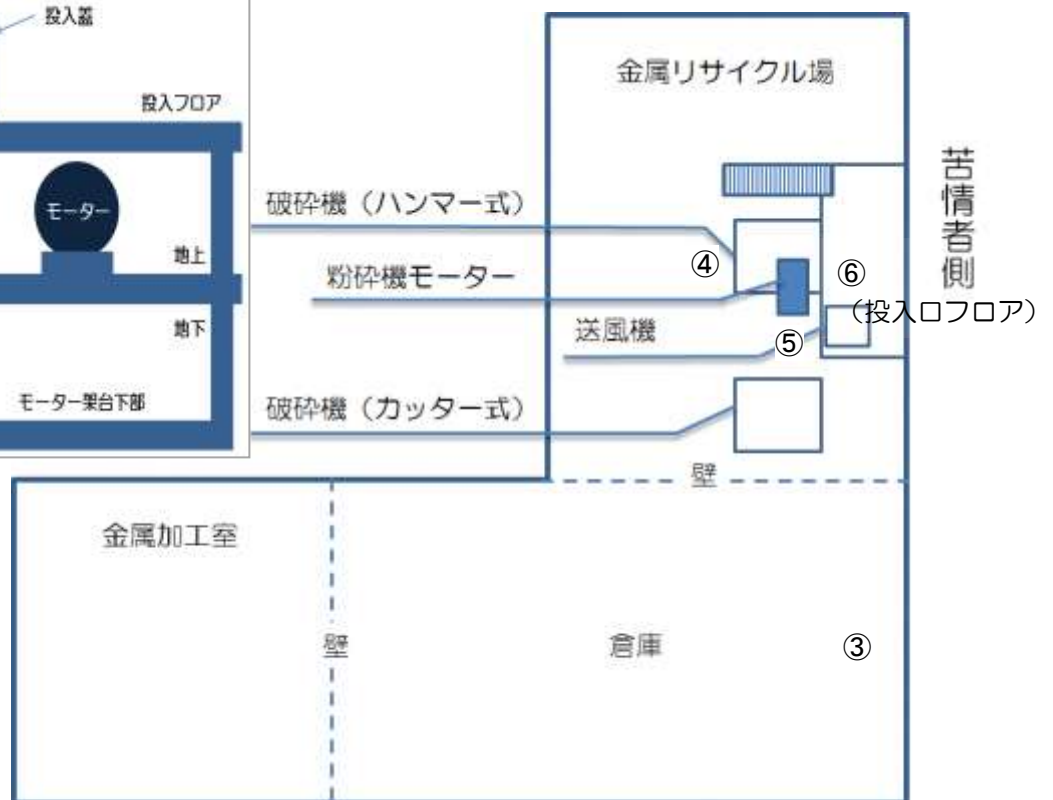 投入蓋
投入フロア
モーター
地上
地下
モーター架台下部
金属リサイクル場
破砕機（ハンマー式）
粉砕機モーター
送風機
破砕機（カッター式）
④
⑤
⑥
（投入口フロア）
苦情者側
壁
金属加工室
壁
倉庫
③